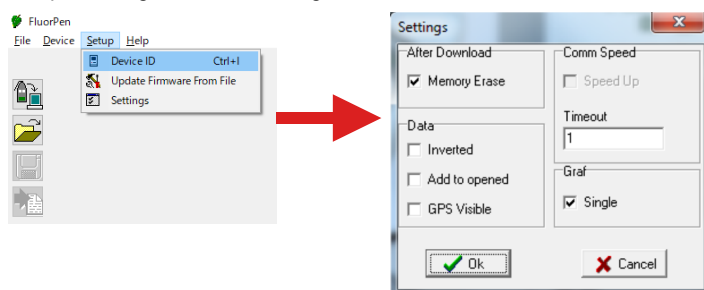 FluorPen
File Device Setup Help
Device ID Ctrl+I
Update Firmware From File
Settings
Settings
After Download
Memory Erase
Data
Inverted
Add to opened
GPS Visible
Comm Speed
Speed Up
Timeout
1
Graf
Single
Ok
Cancel